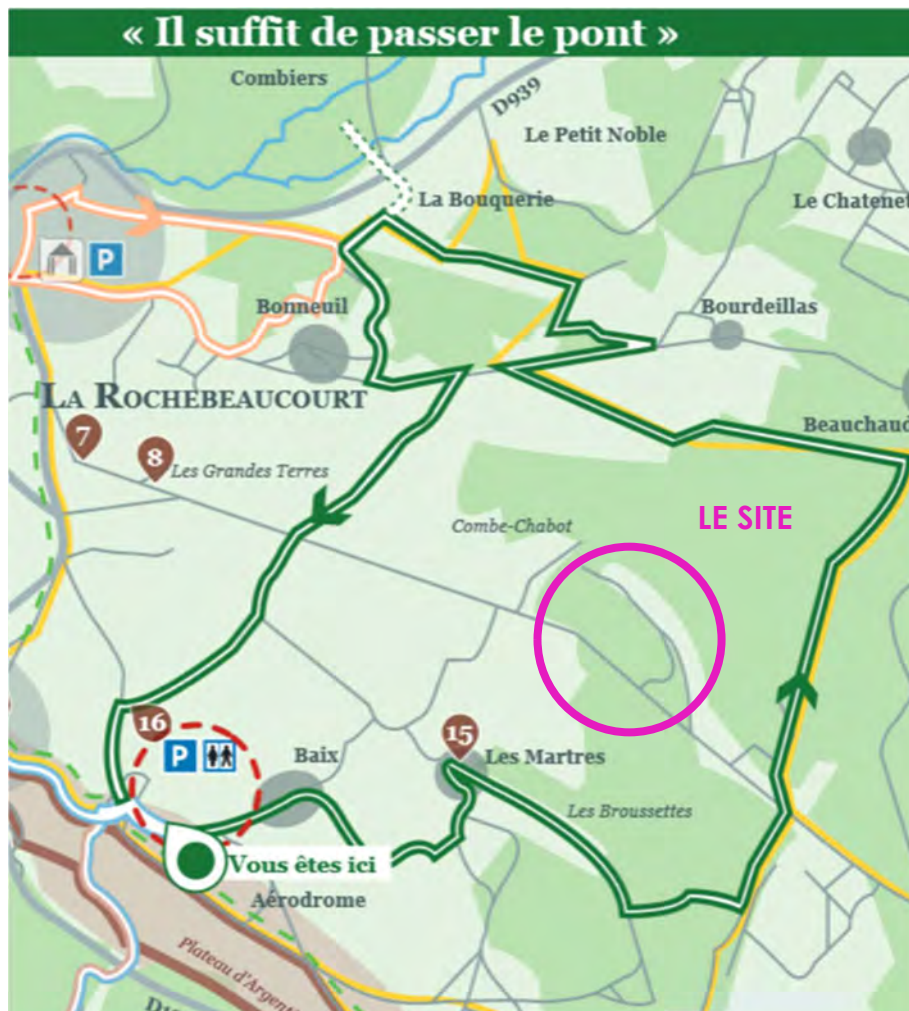 « Il suffit de passer le pont »
Combiers
D939
Le Petit Noble
La Bouquerie
Le Chatenet
P
Bonneuil
Bourdeillas
LA ROCHEBEAUCOURT
7
8
Les Grandes Terres
Beauchaud
Combe-Chabot
LE SITE
16
P
Baix
15
Les Martres
Les Broussettes
Vous êtes ici
Aérodrome
Plateau d'Argenti